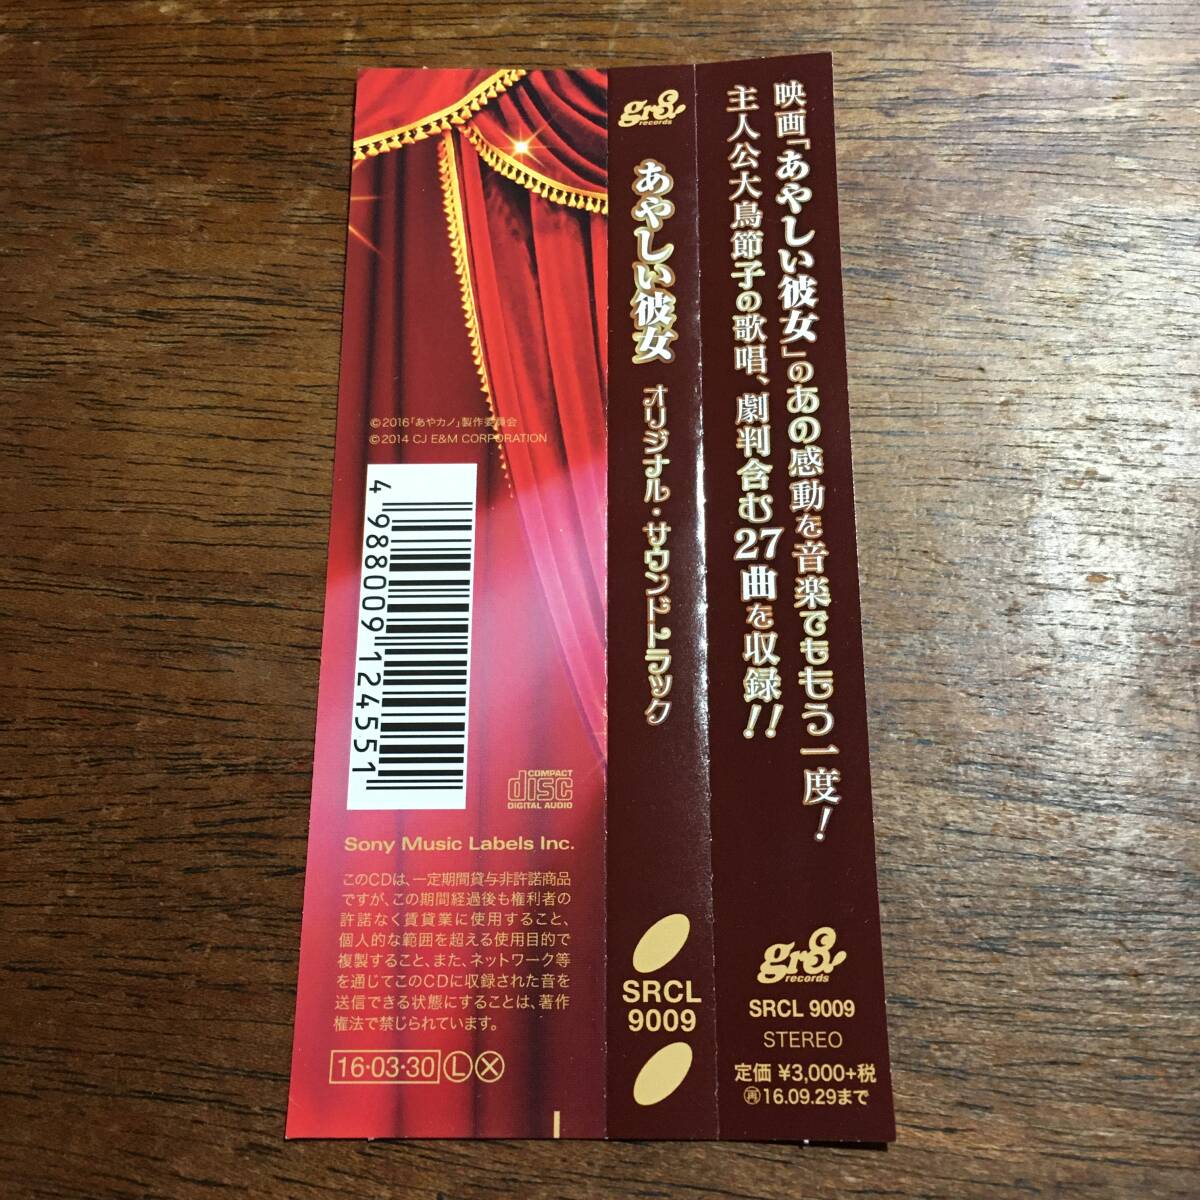 映画「あやしい彼女」のあの感動を音楽でももう一度!
主人公大鳥節子の歌唱、劇判含む27曲を収録!!
gr8!
records
SRCL 9009
STEREO
定価 ¥3,000+税
再16.09.29まで
gr8!
records
あやしい彼女 オリジナル・サウンドトラック
SRCL
9009
©2016「あやカノ」製作委員会
©2014 CJ E&M CORPORATION
4 988009 124551
COMPACT
disc
DIGITAL AUDIO
Sony Music Labels Inc.
このCDは、一定期間貸与非許諾商品
ですが、この期間経過後も権利者の
許諾なく賃貸業に使用すること、
個人的な範囲を超える使用目的で
複製すること、また、ネットワーク等
を通じてこのCDに収録された音を
送信できる状態にすることは、著作
権法で禁じられています。
16・03・30 Ⓛ Ⓧ